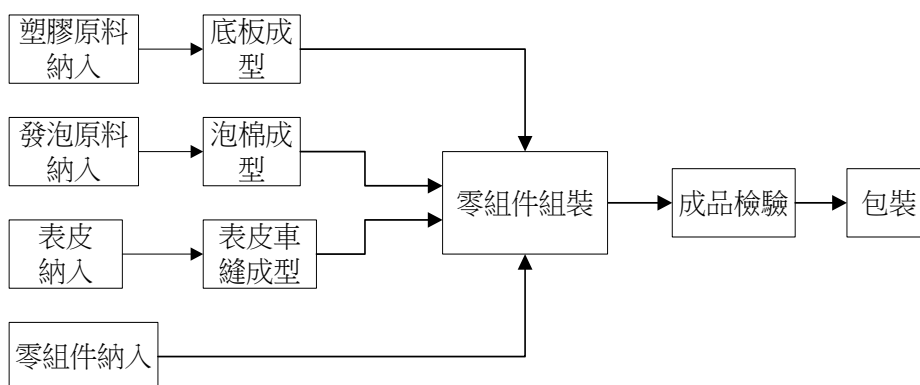 塑膠原料
納入
底板成
型
發泡原料
納入
泡棉成
型
表皮
納入
表皮車
縫成型
零組件納入
零組件組裝
成品檢驗
包裝